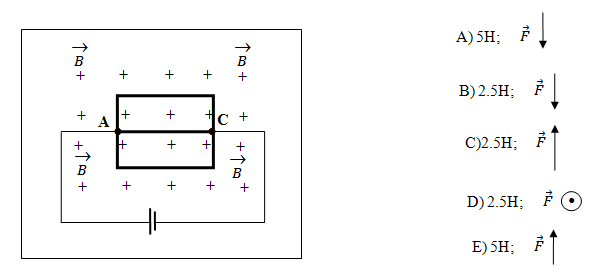 B⃗ B⃗
+ + + + +
+ A + + + C +
+ + + + +
B⃗ B⃗
+ + + + +
A) 5H; F⃗ ↓
B) 2.5H; F⃗ ↓
C)2.5H; F⃗ ↑
D) 2.5H; F⃗ ⊙
E) 5H; F⃗ ↑